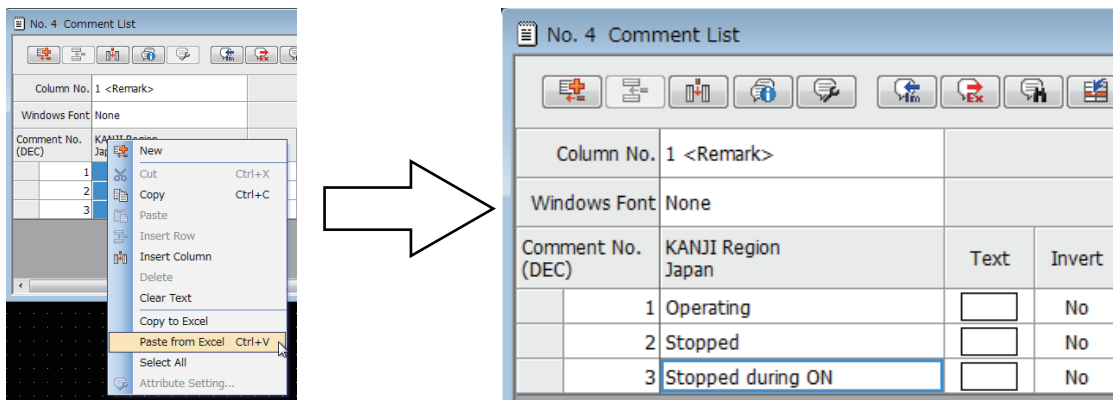 No. 4 Comment List
Column No. 1 <Remark>
Windows Font None
Comment No. KANJI Region
(DEC)
1
2
3
New
Cut Ctrl+X
Copy Ctrl+C
Paste
Insert Row
Insert Column
Delete
Clear Text
Copy to Excel
Paste from Excel Ctrl+V
Select All
Attribute Setting...
No. 4 Comment List
Column No. 1 <Remark>
Windows Font None
Comment No. KANJI Region Text Invert
(DEC) Japan
1 Operating No
2 Stopped No
3 Stopped during ON No